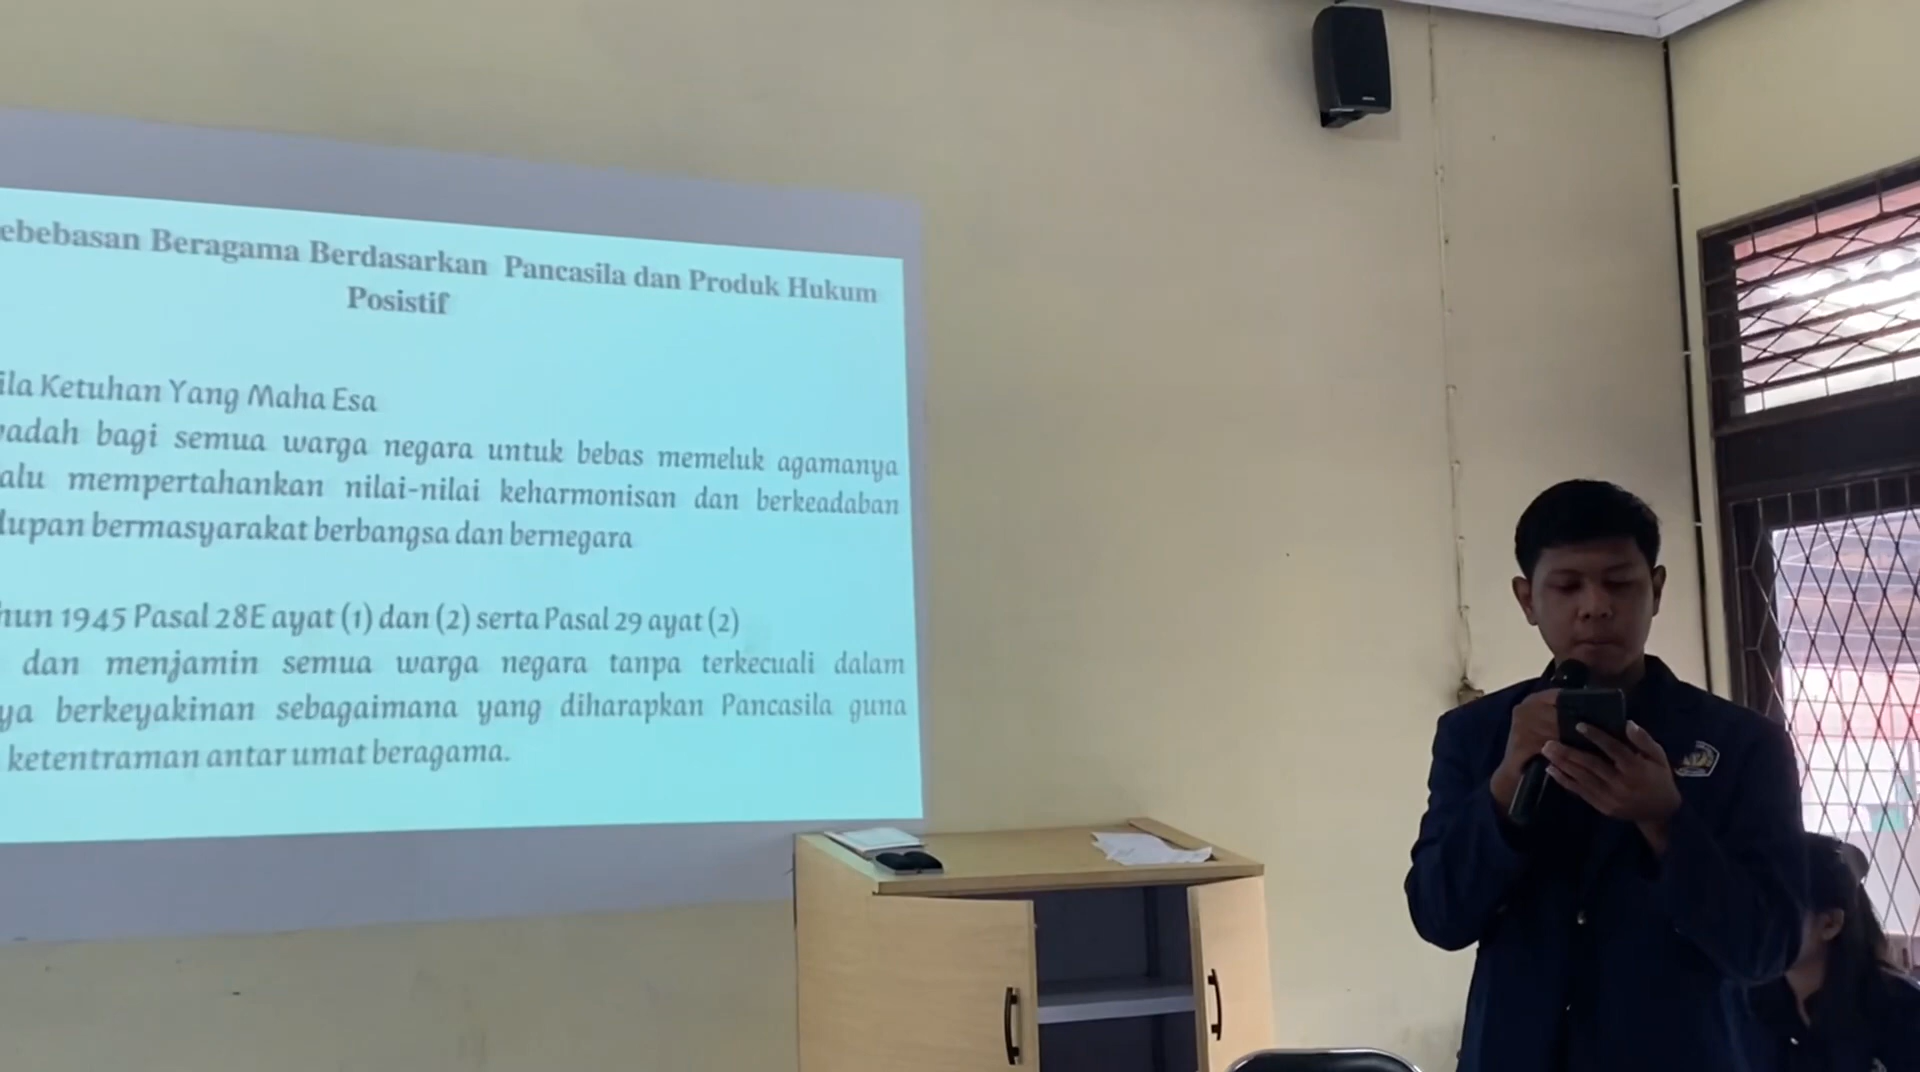 ebebasan Beragama Berdasarkan Pancasila dan Produk Hukum
Posistif
ila Ketuhan Yang Maha Esa
adah bagi semua warga negara untuk bebas memeluk agamanya
alu mempertahankan nilai-nilai keharmonisan dan berkeadaban
dupan bermasyarakat berbangsa dan bernegara
hun 1945 Pasal 28E ayat (1) dan (2) serta Pasal 29 ayat (2)
dan menjamin semua warga negara tanpa terkecuali dalam
ya berkeyakinan sebagaimana yang diharapkan Pancasila guna
ketentraman antar umat beragama.